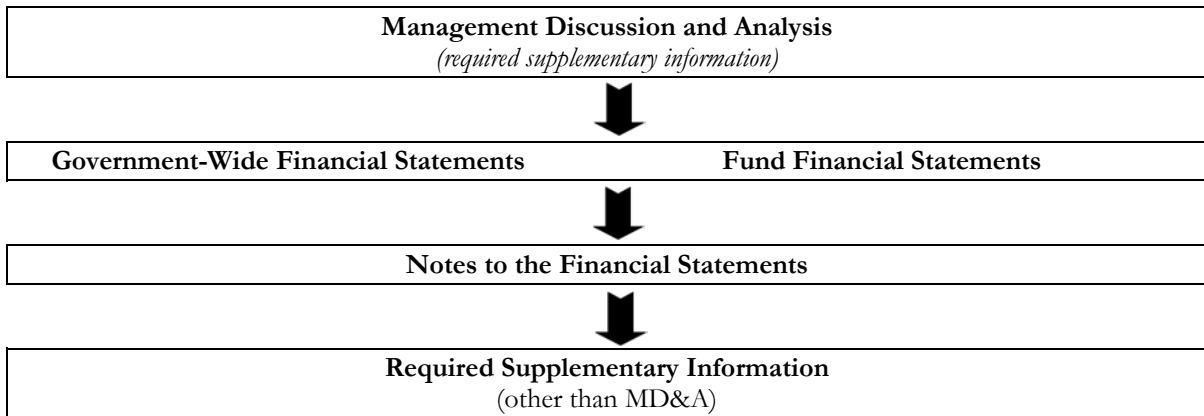 Management Discussion and Analysis
(required supplementary information)
Government-Wide Financial Statements Fund Financial Statements
Notes to the Financial Statements
Required Supplementary Information
(other than MD&A)